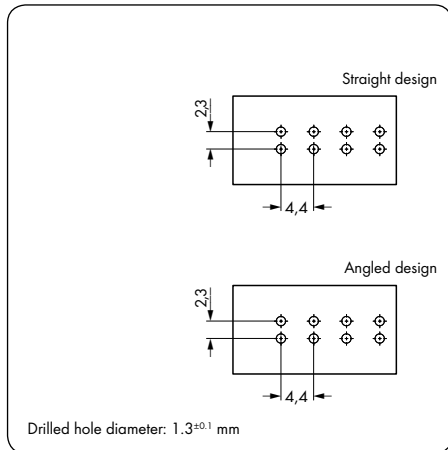 Straight design
2,3
4,4
Angled design
2,3
4,4
Drilled hole diameter: 1.3±0.1 mm